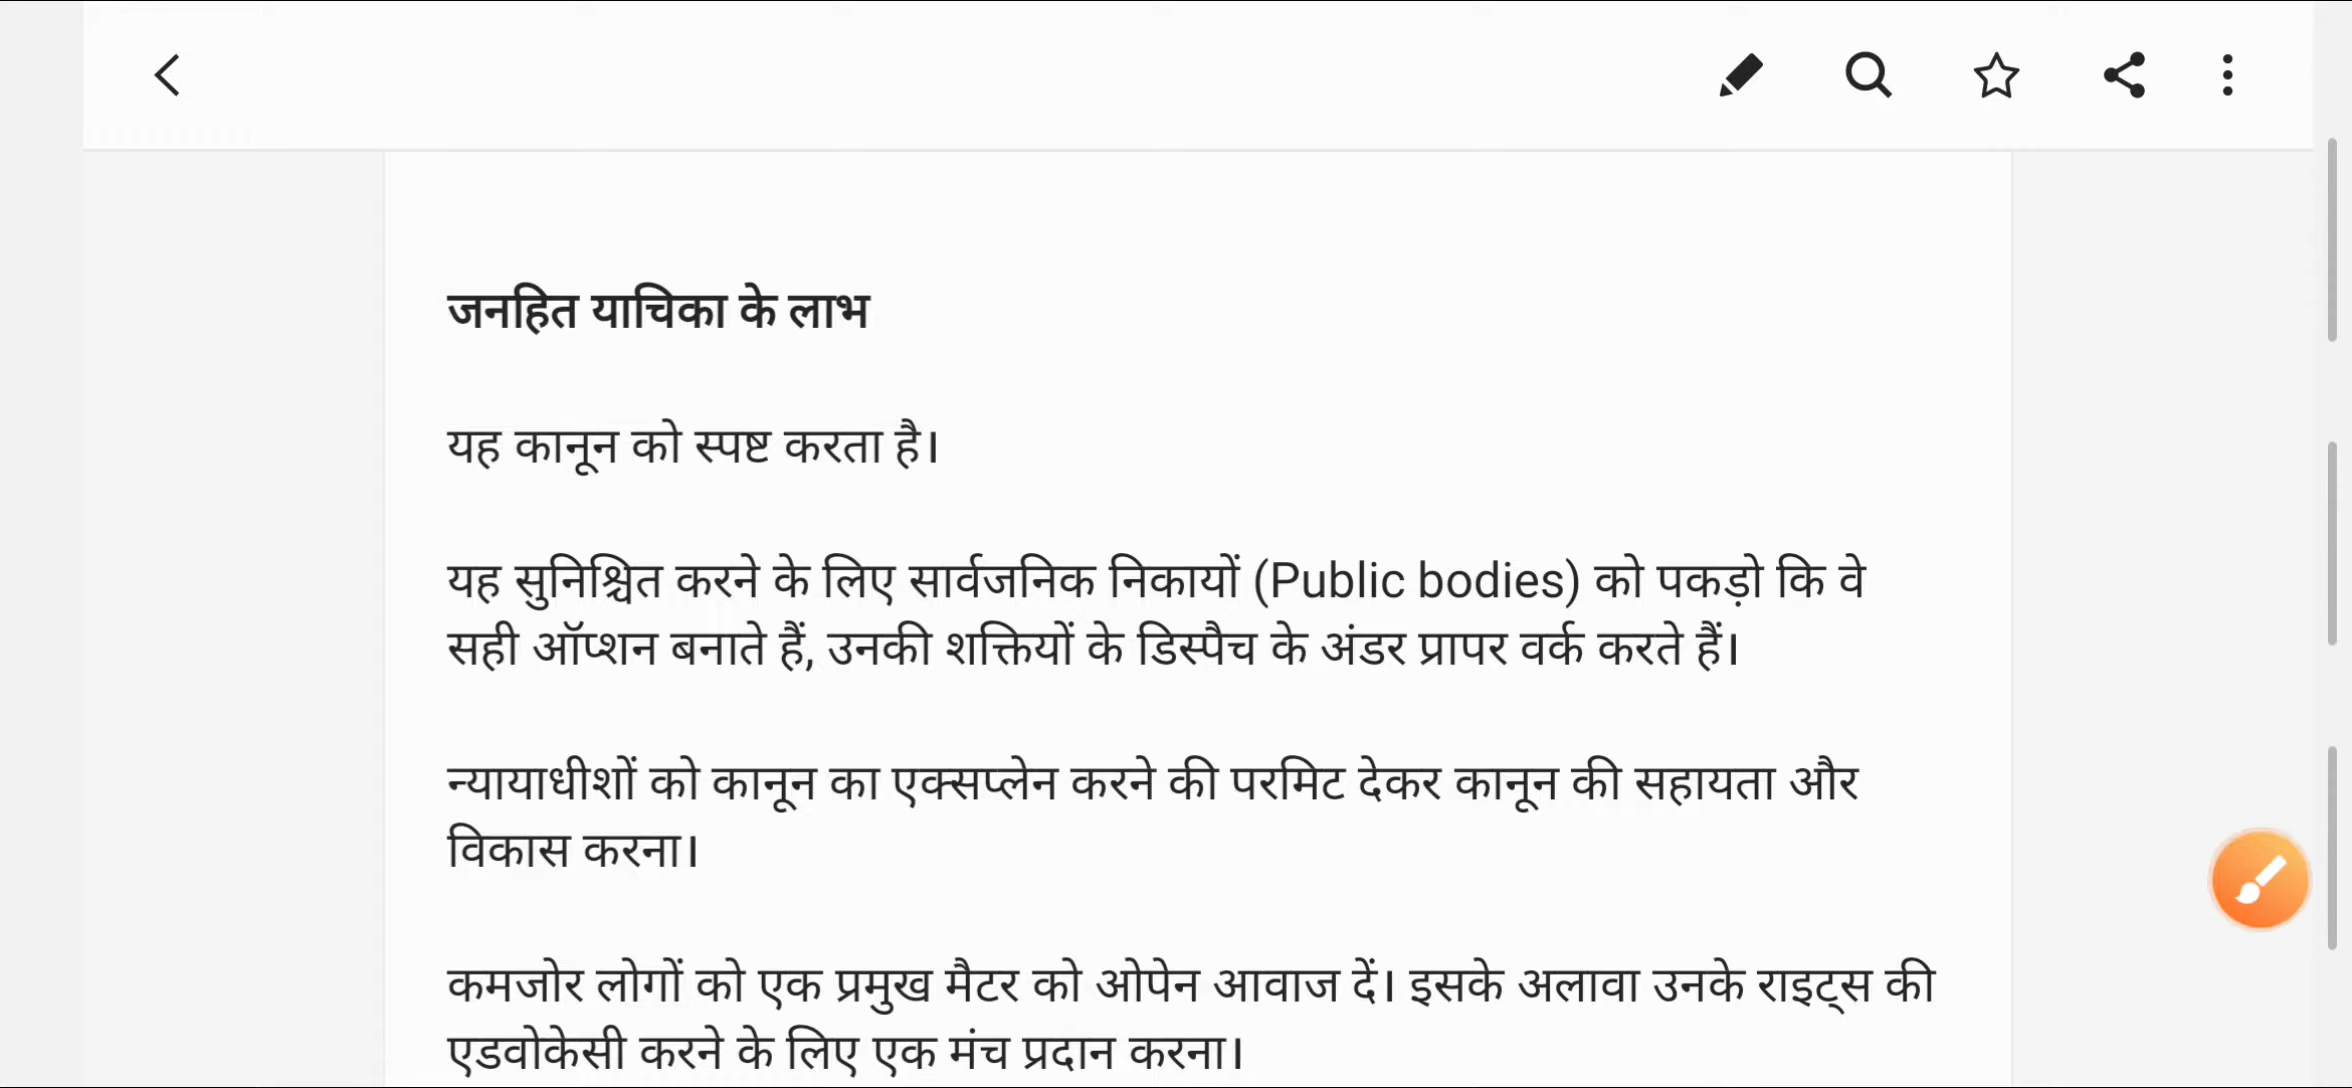 जनहित याचिका के लाभ
यह कानून को स्पष्ट करता है।
यह सुनिश्चित करने के लिए सार्वजनिक निकायों (Public bodies) को पकड़ो कि वे
सही ऑप्शन बनाते हैं, उनकी शक्तियों के डिस्पैच के अंडर प्रापर वर्क करते हैं।
न्यायाधीशों को कानून का एक्सप्लेन करने की परमिट देकर कानून की सहायता और
विकास करना।
कमजोर लोगों को एक प्रमुख मैटर को ओपेन आवाज दें। इसके अलावा उनके राइट्स की
एडवोकेसी करने के लिए एक मंच प्रदान करना।